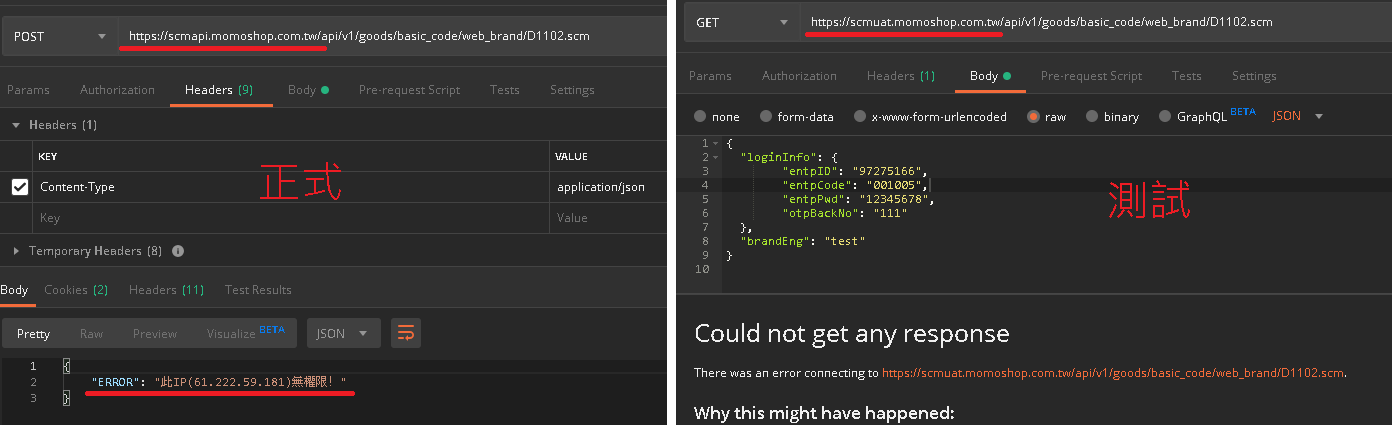 POST
https://scmapi.momoshop.com.tw/api/v1/goods/basic_code/web_brand/D1102.scm
Params Authorization Headers (9) Body Pre-request Script Tests Settings
Headers (1)
KEY VALUE
Content-Type application/json
Key Value
正式
Temporary Headers (8)
Body Cookies (2) Headers (11) Test Results
Pretty Raw Preview Visualize BETA JSON
1 {
2 "ERROR": "此IP(61.222.59.181)無權限! "
3 }
GET
https://scmuat.momoshop.com.tw/api/v1/goods/basic_code/web_brand/D1102.scm
Params Authorization Headers (1) Body Pre-request Script Tests Settings
none form-data x-www-form-urlencoded raw binary GraphQL BETA JSON
1 {
2 "loginInfo": {
3 "entpID": "97275166",
4 "entpCode": "001005",
5 "entpPwd": "12345678",
6 "otpBackNo": "111"
7 },
8 "brandEng": "test"
9 }
10
測試
Could not get any response
There was an error connecting to https://scmuat.momoshop.com.tw/api/v1/goods/basic_code/web_brand/D1102.scm.
Why this might have happened: